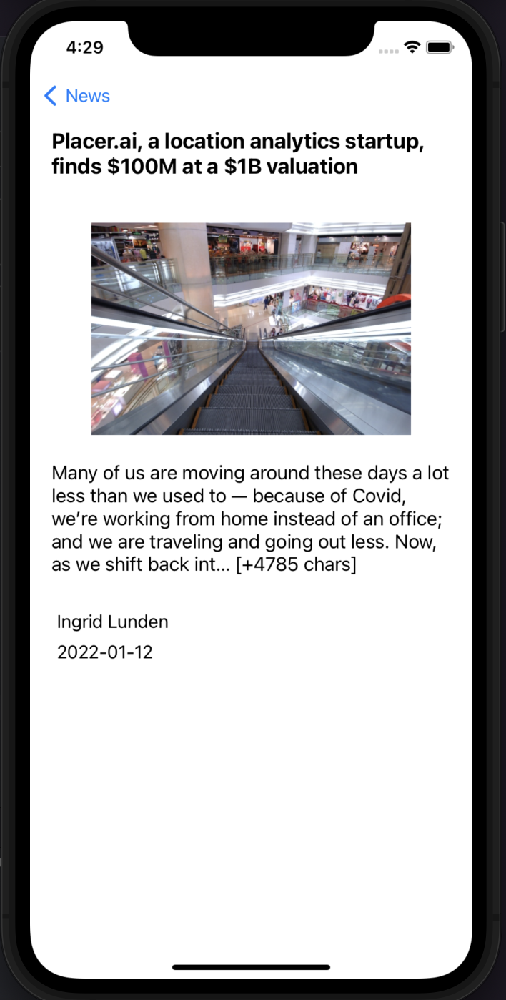 4:29
News
Placer.ai, a location analytics startup,
finds $100M at a $1B valuation
Many of us are moving around these days a lot
less than we used to — because of Covid,
we’re working from home instead of an office;
and we are traveling and going out less. Now,
as we shift back int… [+4785 chars]
Ingrid Lunden
2022-01-12